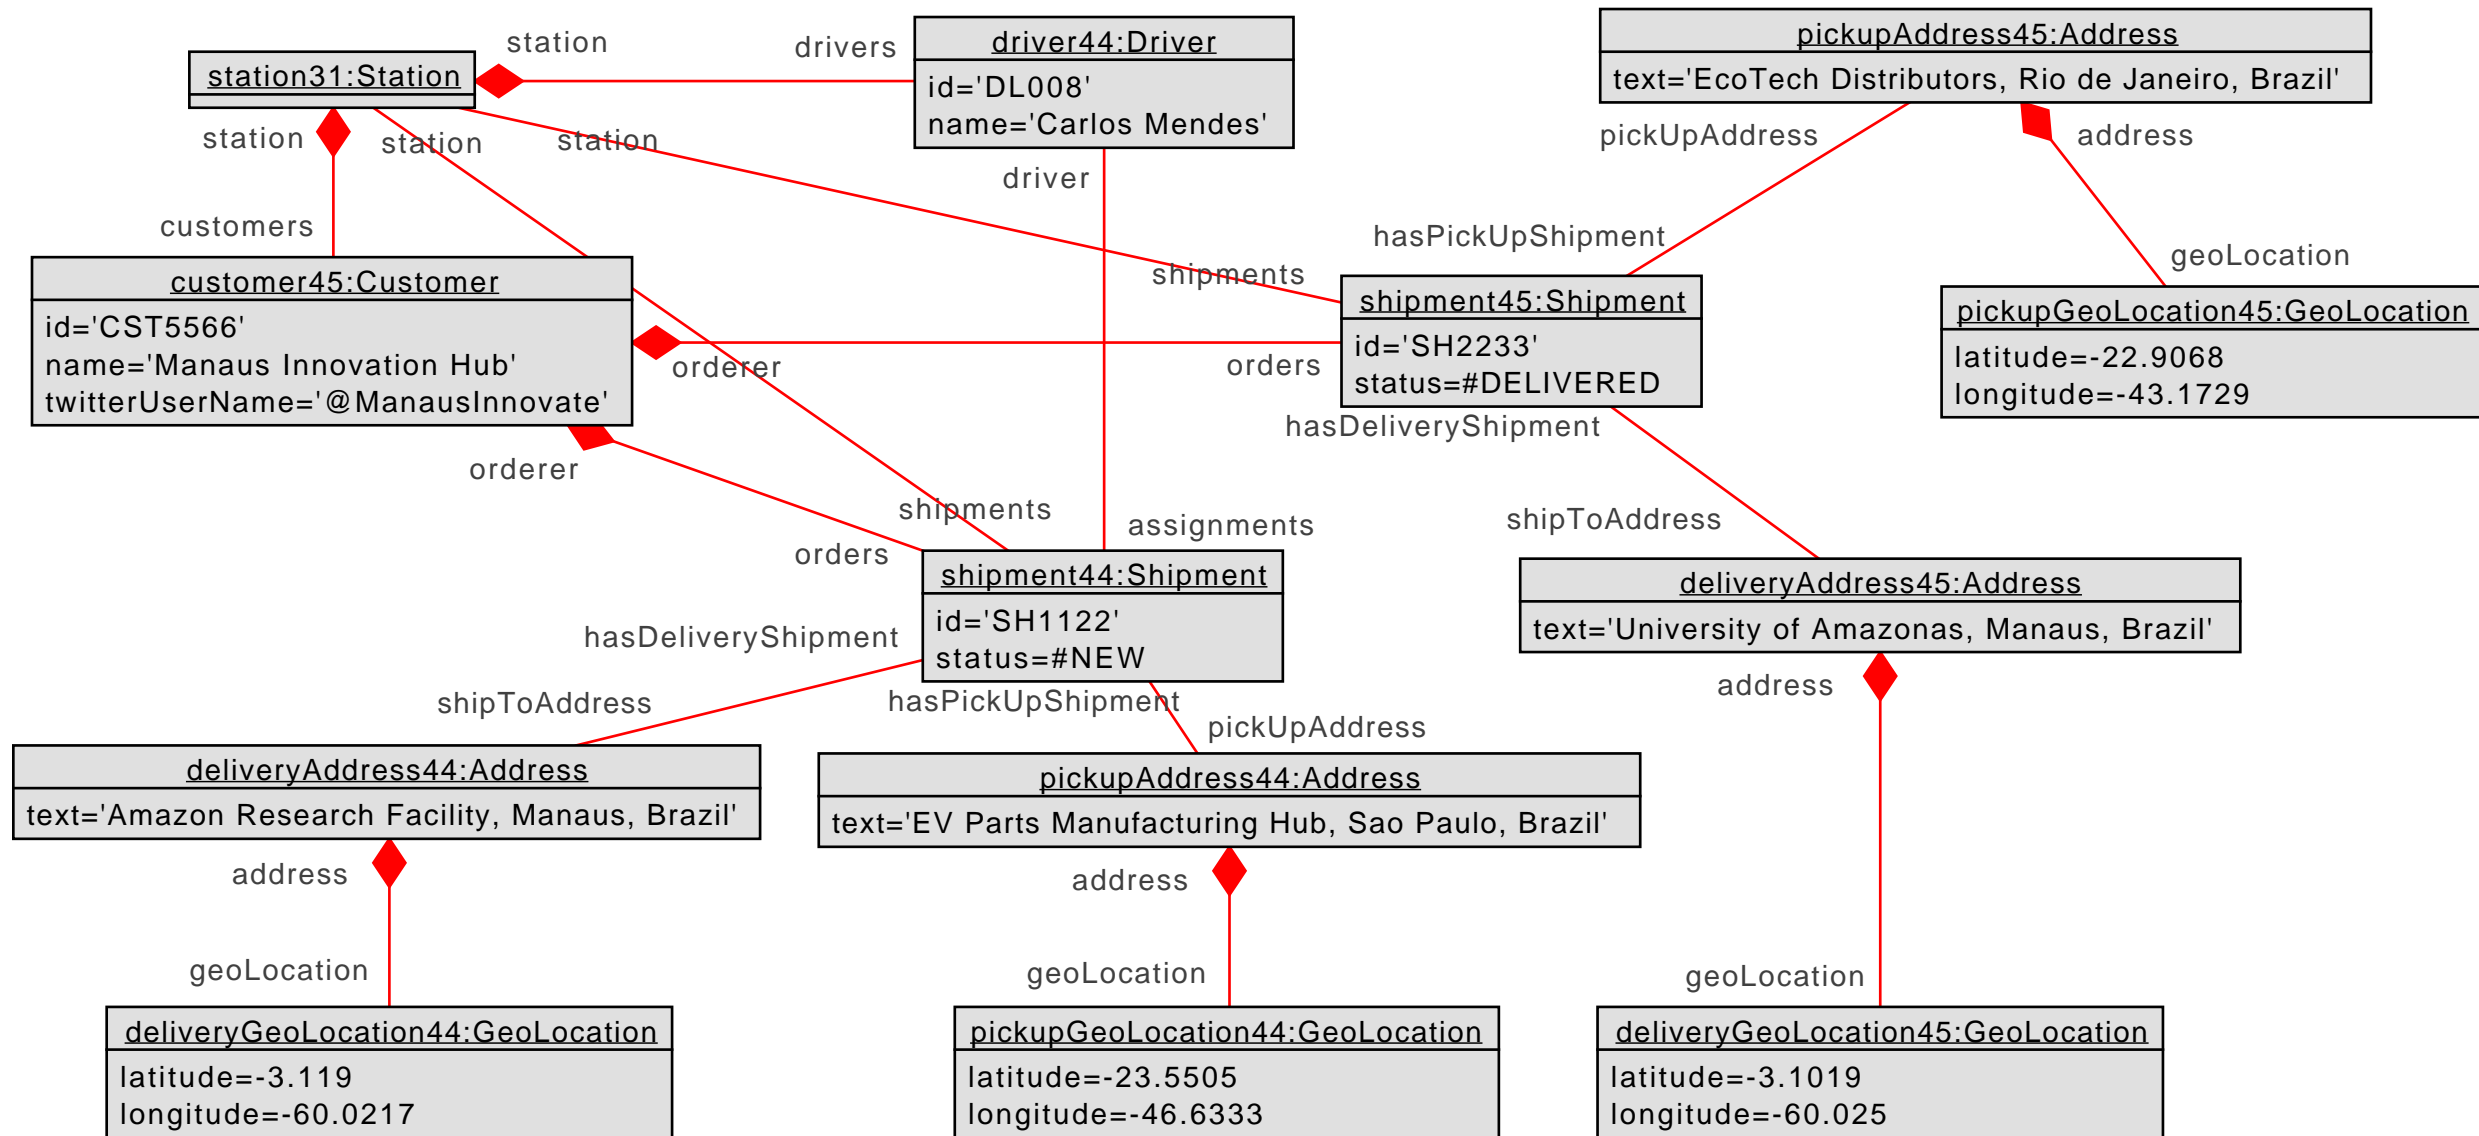 station31:Station
station
drivers
driver44:Driver
id='DL008'
name='Carlos Mendes'
pickupAddress45:Address
text='EcoTech Distributors, Rio de Janeiro, Brazil'
station
station
station
driver
pickUpAddress
address
customers
hasPickUpShipment
shipments
geoLocation
customer45:Customer
id='CST5566'
name='Manaus Innovation Hub'
twitterUserName='@ManausInnovate'
orderer
orders
shipment45:Shipment
id='SH2233'
status=#DELIVERED
pickupGeoLocation45:GeoLocation
latitude=-22.9068
longitude=-43.1729
hasDeliveryShipment
orderer
shipments
orders
assignments
shipToAddress
shipment44:Shipment
id='SH1122'
status=#NEW
deliveryAddress45:Address
text='University of Amazonas, Manaus, Brazil'
hasDeliveryShipment
shipToAddress
hasPickUpShipment
pickUpAddress
address
deliveryAddress44:Address
text='Amazon Research Facility, Manaus, Brazil'
pickupAddress44:Address
text='EV Parts Manufacturing Hub, Sao Paulo, Brazil'
address
address
geoLocation
geoLocation
geoLocation
deliveryGeoLocation44:GeoLocation
latitude=-3.119
longitude=-60.0217
pickupGeoLocation44:GeoLocation
latitude=-23.5505
longitude=-46.6333
deliveryGeoLocation45:GeoLocation
latitude=-3.1019
longitude=-60.025